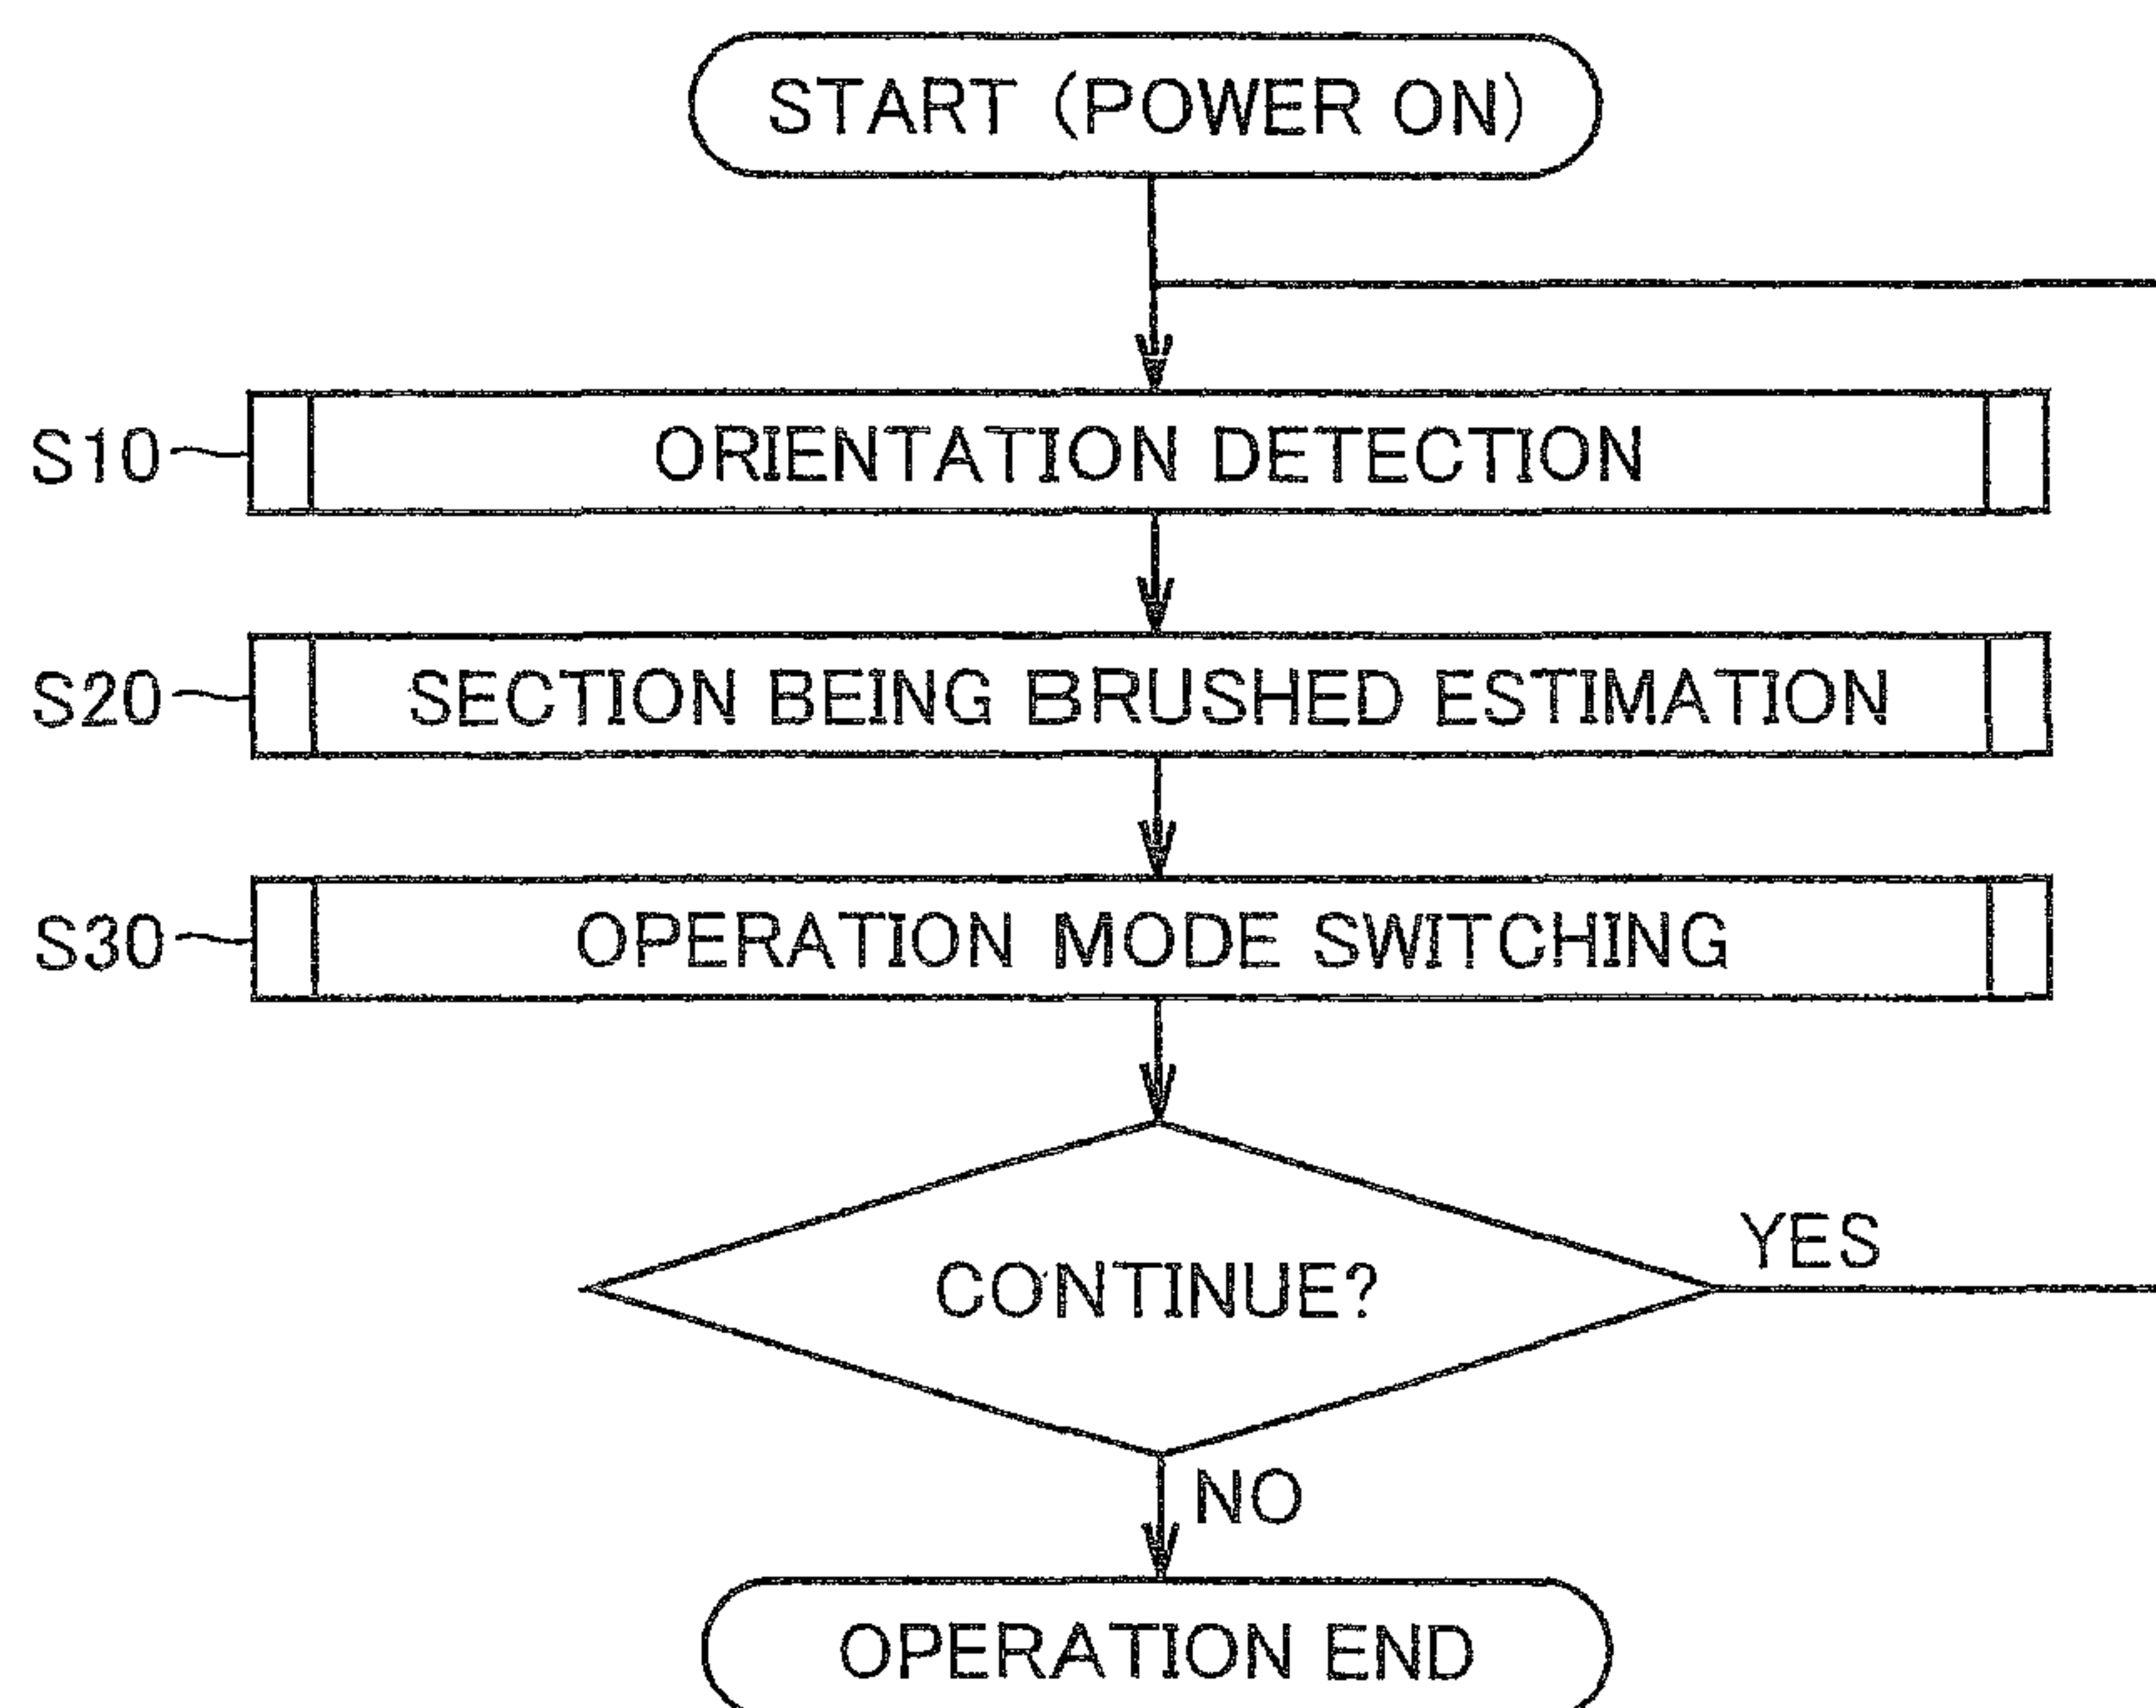 START (POWER ON)
S10 ORIENTATION DETECTION
S20 SECTION BEING BRUSHED ESTIMATION
S30 OPERATION MODE SWITCHING
CONTINUE?
YES
NO
OPERATION END